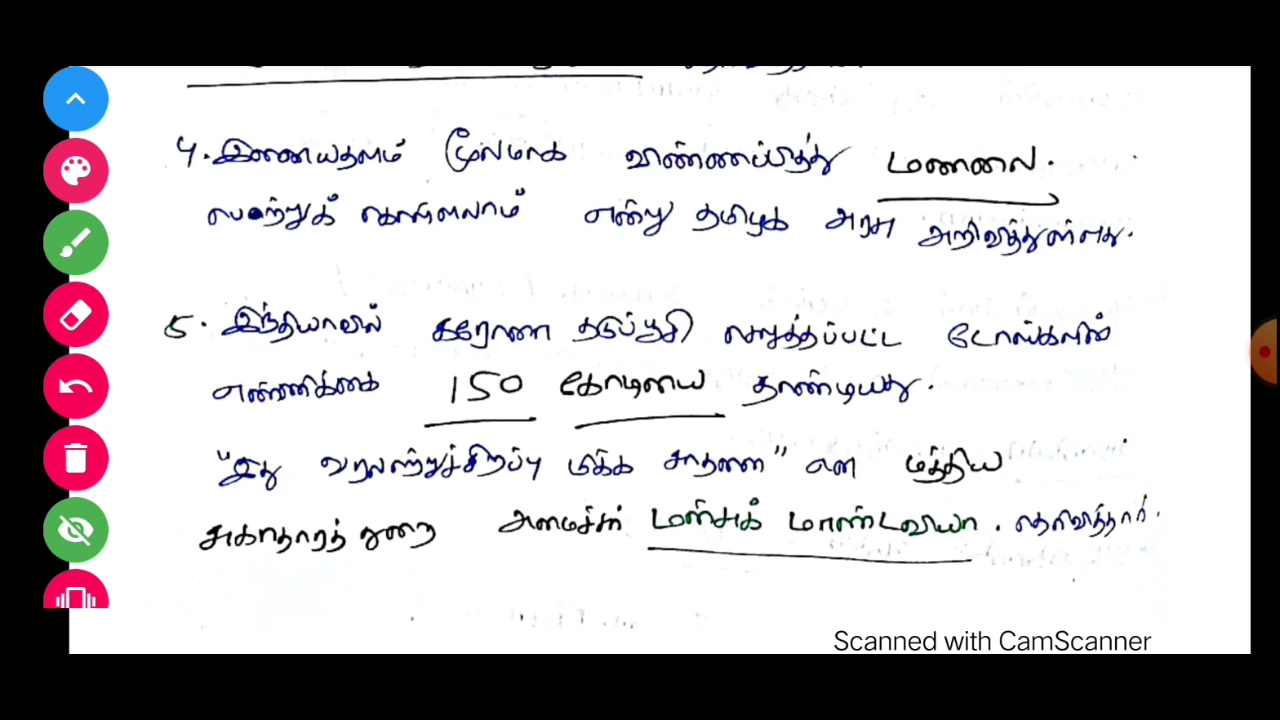 4. இணையதளம் மூலமாக விண்ணப்பித்து மணலை.
பெற்றுக் கொள்ளலாம் என்று தமிழக அரசு அறிவித்துள்ளது.
5. இந்தியாவில் கரோனா தடுப்பூசி செலுத்தப்பட்ட டோஸ்களின்
எண்ணிக்கை 150 கோடியை தாண்டியது.
"இது வரலாற்றுச்சிறப்பு மிக்க சாதனை" என மத்திய
சுகாதாரத் துறை அமைச்சர் மன்சுக் மாண்டவியா. தெரிவித்தார்.
Scanned with CamScanner